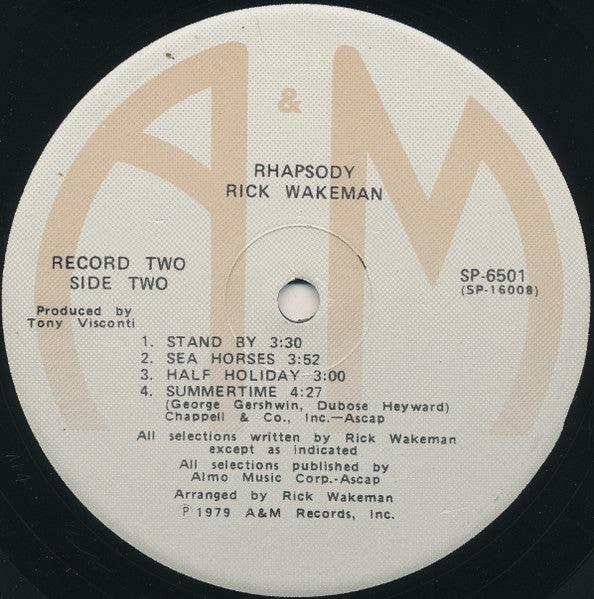 A & M
RHAPSODY
RICK WAKEMAN
RECORD TWO
SIDE TWO
SP-6501
(SP-16008)
Produced by
Tony Visconti
1. STAND BY 3:30
2. SEA HORSES 3:52
3. HALF HOLIDAY 3:00
4. SUMMERTIME 4:27
(George Gershwin, Dubose Heyward)
Chappell & Co., Inc.—Ascap
All selections written by Rick Wakeman
except as indicated
All selections published by
Almo Music Corp.-Ascap
Arranged by Rick Wakeman
℗ 1979 A&M Records, Inc.